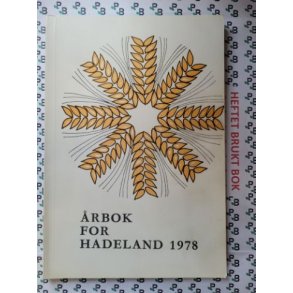 ÅRBOK
FOR
HADELAND 1978
HEFTET BRUKT BOK